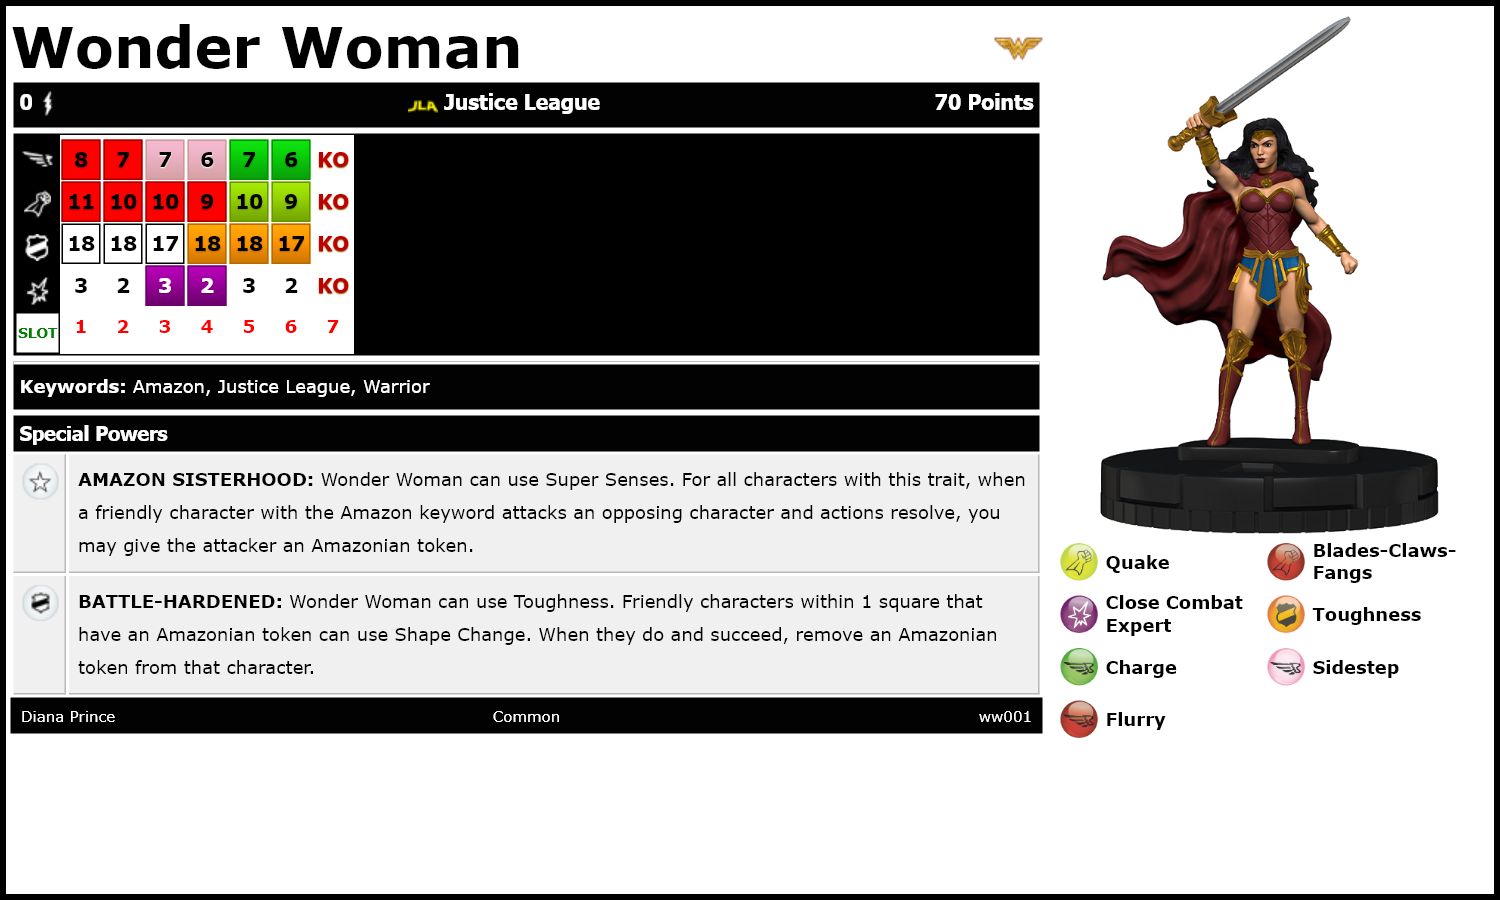 Wonder Woman
0 JLA Justice League 70 Points
8 7 7 6 7 6 KO
11 10 10 9 10 9 KO
18 18 17 18 18 17 KO
3 2 3 2 3 2 KO
SLOT 1 2 3 4 5 6 7
Keywords: Amazon, Justice League, Warrior
Special Powers
AMAZON SISTERHOOD: Wonder Woman can use Super Senses. For all characters with this trait, when
a friendly character with the Amazon keyword attacks an opposing character and actions resolve, you
may give the attacker an Amazonian token.
BATTLE-HARDENED: Wonder Woman can use Toughness. Friendly characters within 1 square that
have an Amazonian token can use Shape Change. When they do and succeed, remove an Amazonian
token from that character.
Diana Prince Common ww001
Quake
Blades-Claws-
Fangs
Close Combat
Expert
Toughness
Charge
Sidestep
Flurry